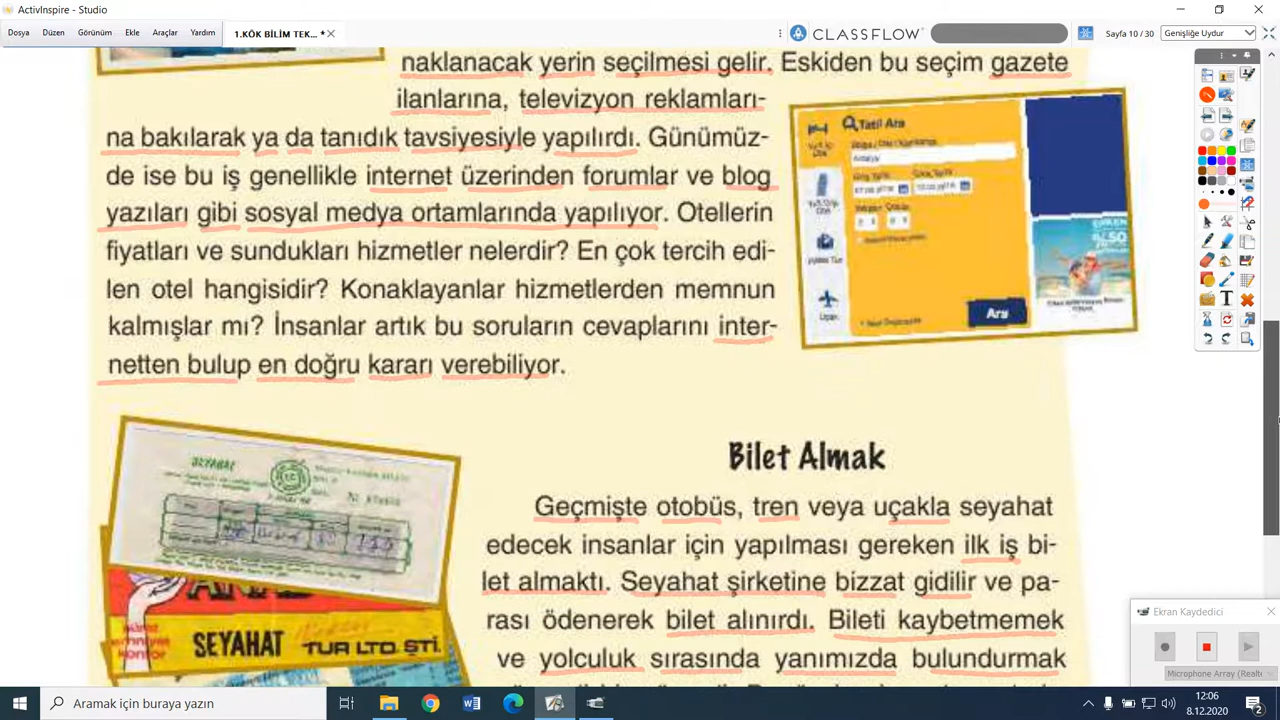 ActivInspire - Studio
Dosya Düzen Görünüm Ekle Araçlar Yardım
1.KÖK BİLİM TEK... *
CLASSFLOW
Sayfa 10 / 30
Genişliğe Uydur
naklanacak yerin seçilmesi gelir. Eskiden bu seçim gazete
ilanlarına, televizyon reklamları-
na bakılarak ya da tanıdık tavsiyesiyle yapılırdı. Günümüz-
de ise bu iş genellikle internet üzerinden forumlar ve blog
yazıları gibi sosyal medya ortamlarında yapılıyor. Otellerin
fiyatları ve sundukları hizmetler nelerdir? En çok tercih edi-
len otel hangisidir? Konaklayanlar hizmetlerden memnun
kalmışlar mı? İnsanlar artık bu soruların cevaplarını inter-
netten bulup en doğru kararı verebiliyor.
Tatil Ara
Antalya
Uçak
Ara
ERKEN
50
Bilet Almak
Geçmişte otobüs, tren veya uçakla seyahat
edecek insanlar için yapılması gereken ilk iş bi-
let almaktı. Seyahat şirketine bizzat gidilir ve pa-
rası ödenerek bilet alınırdı. Bileti kaybetmemek
ve yolculuk sırasında yanımızda bulundurmak
SEYAHAT
SEYAHAT TUR LTD ŞTİ.
Ekran Kaydedici
Microphone Array (Realte
Aramak için buraya yazın
12:06
8.12.2020
2